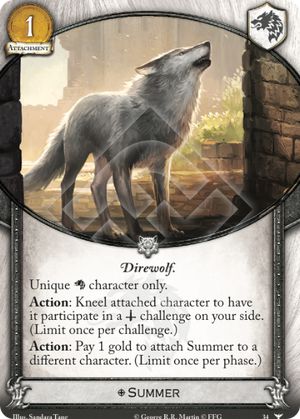 1
ATTACHMENT
Direwolf.
Unique character only.
Action: Kneel attached character to have
it participate in a challenge on your side.
(Limit once per challenge.)
Action: Pay 1 gold to attach Summer to a
different character. (Limit once per phase.)
SUMMER
Illus. Sandara Tang
© George R.R. Martin © FFG
14